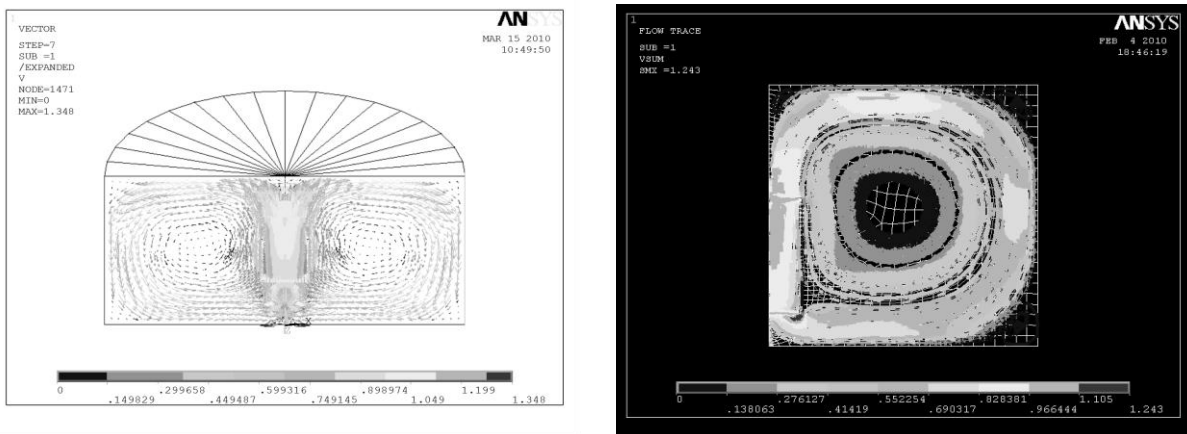 1
ANSYS
VECTOR
MAR 15 2010
10:49:50
STEP=7
SUB =1
/EXPANDED
V
NODE=1471
MIN=0
MAX=1.348
0
.149829
.299658
.449487
.599316
.749145
.898974
1.049
1.199
1.348
1
ANSYS
FLOW TRACE
FEB 4 2010
18:46:19
SUB =1
VSUM
SMX =1.243
0
.138063
.276127
.41419
.552254
.690317
.828381
.966444
1.105
1.243